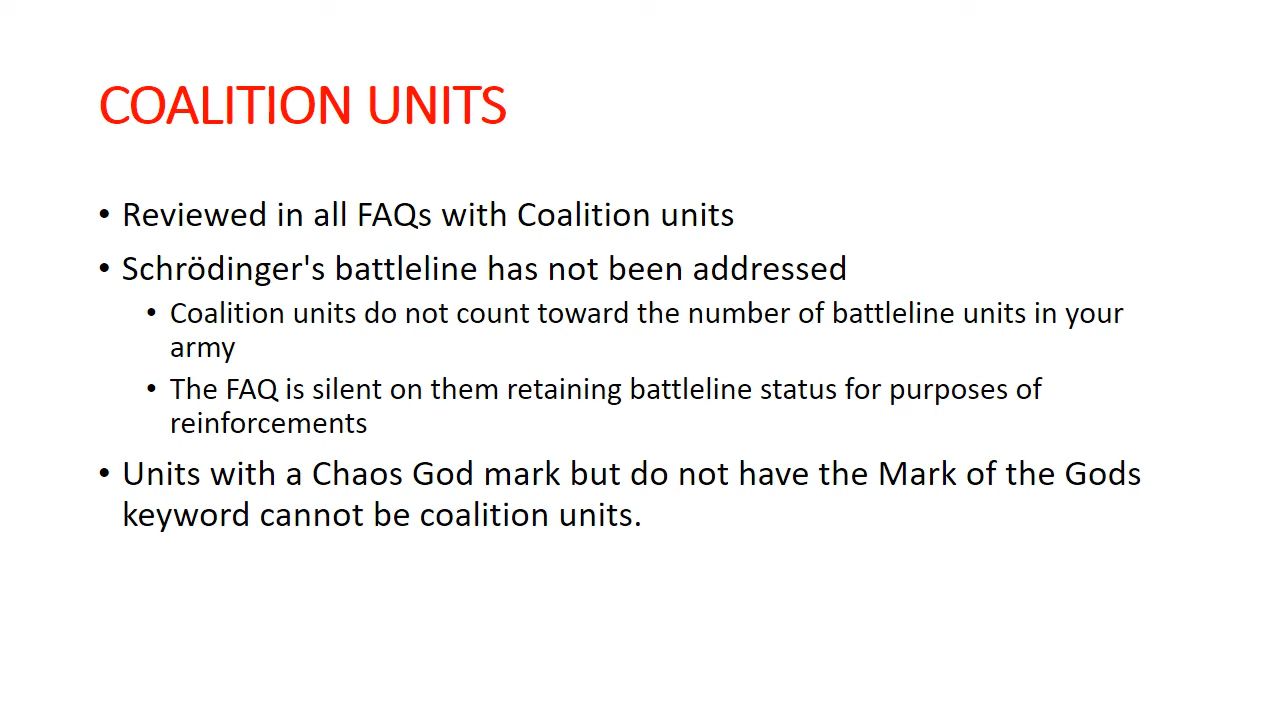 COALITION UNITS
• Reviewed in all FAQs with Coalition units
• Schrödinger's battleline has not been addressed
• Coalition units do not count toward the number of battleline units in your
army
• The FAQ is silent on them retaining battleline status for purposes of
reinforcements
• Units with a Chaos God mark but do not have the Mark of the Gods
keyword cannot be coalition units.